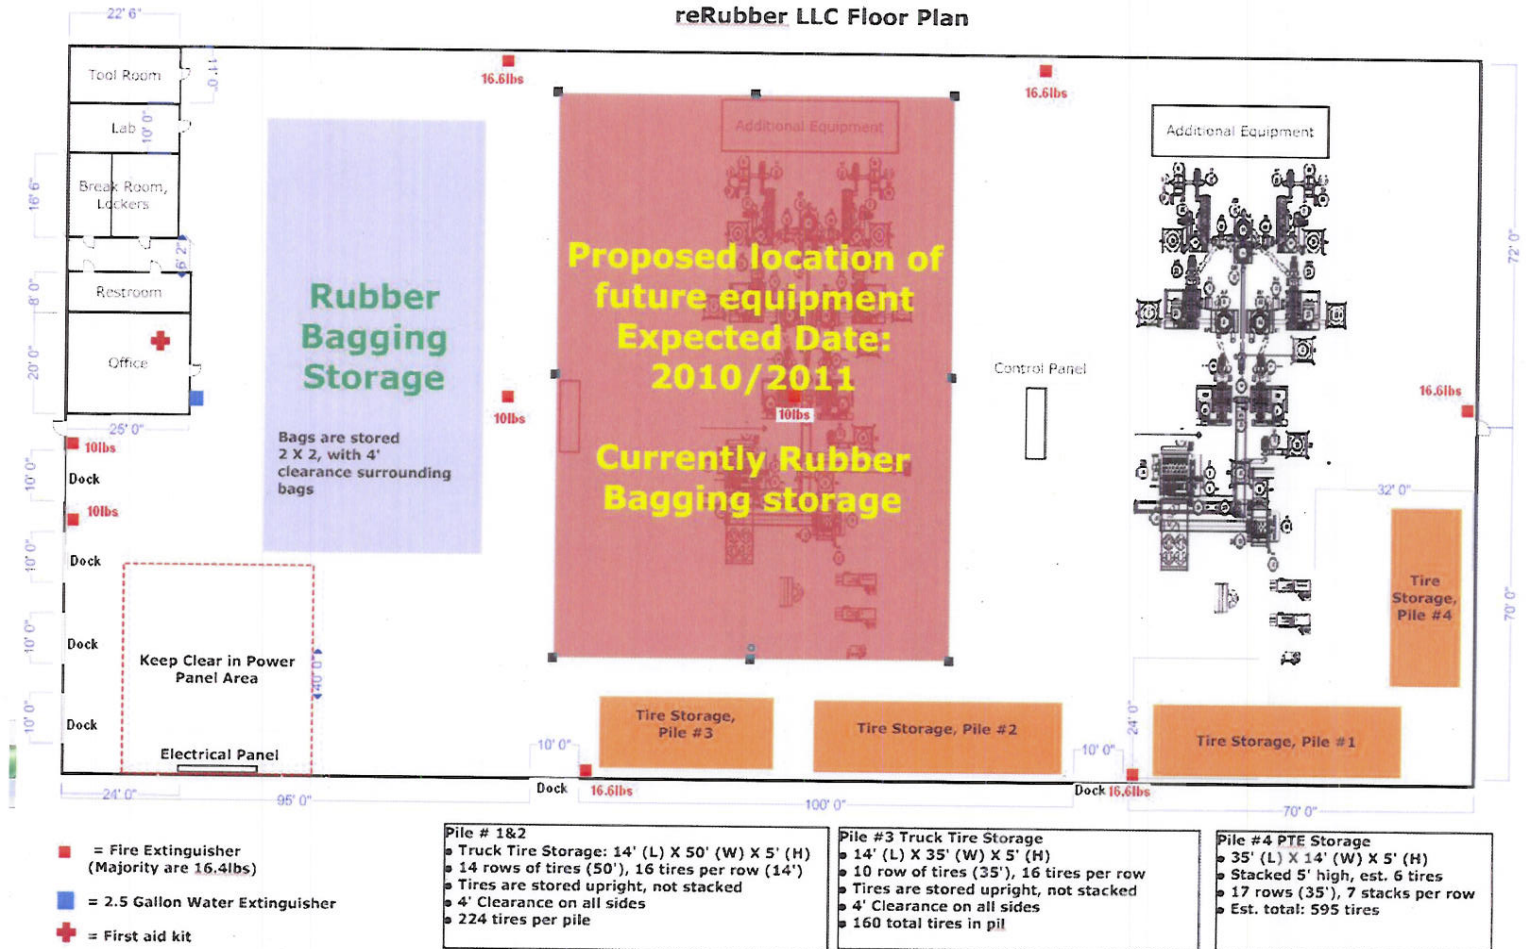 reRubber LLC Floor Plan
22' 6"
Tool Room
11' 0"
Lab
10' 0"
Break Room,
Lockers
16' 6"
6' 2"
Restroom
8' 0"
Office
20' 0"
25' 0"
16.6lbs
16.6lbs
Additional Equipment
Additional Equipment
Rubber
Bagging
Storage
Bags are stored
2 X 2, with 4'
clearance surrounding
bags
10lbs
Proposed location of
future equipment
Expected Date:
2010/2011
10lbs
Currently Rubber
Bagging storage
Control Panel
16.6lbs
72' 0"
70' 0"
32' 0"
10lbs
Dock
10' 0"
10lbs
Dock
10' 0"
Dock
10' 0"
Dock
10' 0"
Keep Clear in Power
Panel Area
40' 0"
Electrical Panel
24' 0"
95' 0"
Tire Storage,
Pile #3
Tire Storage, Pile #2
Tire Storage, Pile #1
Tire
Storage,
Pile #4
10' 0"
10' 0"
24' 0"
Dock
16.6lbs
Dock 16.6lbs
100' 0"
70' 0"
= Fire Extinguisher
(Majority are 16.4lbs)
= 2.5 Gallon Water Extinguisher
= First aid kit
Pile # 1&2
• Truck Tire Storage: 14' (L) X 50' (W) X 5' (H)
• 14 rows of tires (50'), 16 tires per row (14')
• Tires are stored upright, not stacked
• 4' Clearance on all sides
• 224 tires per pile
Pile #3 Truck Tire Storage
• 14' (L) X 35' (W) X 5' (H)
• 10 row of tires (35'), 16 tires per row
• Tires are stored upright, not stacked
• 4' Clearance on all sides
• 160 total tires in pil
Pile #4 PTE Storage
• 35' (L) X 14' (W) X 5' (H)
• Stacked 5' high, est. 6 tires
• 17 rows (35'), 7 stacks per row
• Est. total: 595 tires